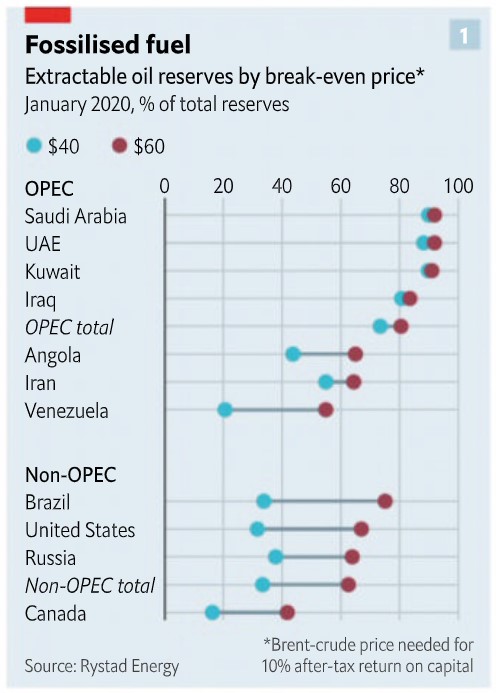 1
Fossilised fuel
Extractable oil reserves by break-even price*
January 2020, % of total reserves
$40 $60
OPEC 0 20 40 60 80 100
Saudi Arabia
UAE
Kuwait
Iraq
OPEC total
Angola
Iran
Venezuela
Non-OPEC
Brazil
United States
Russia
Non-OPEC total
Canada
*Brent-crude price needed for
Source: Rystad Energy 10% after-tax return on capital